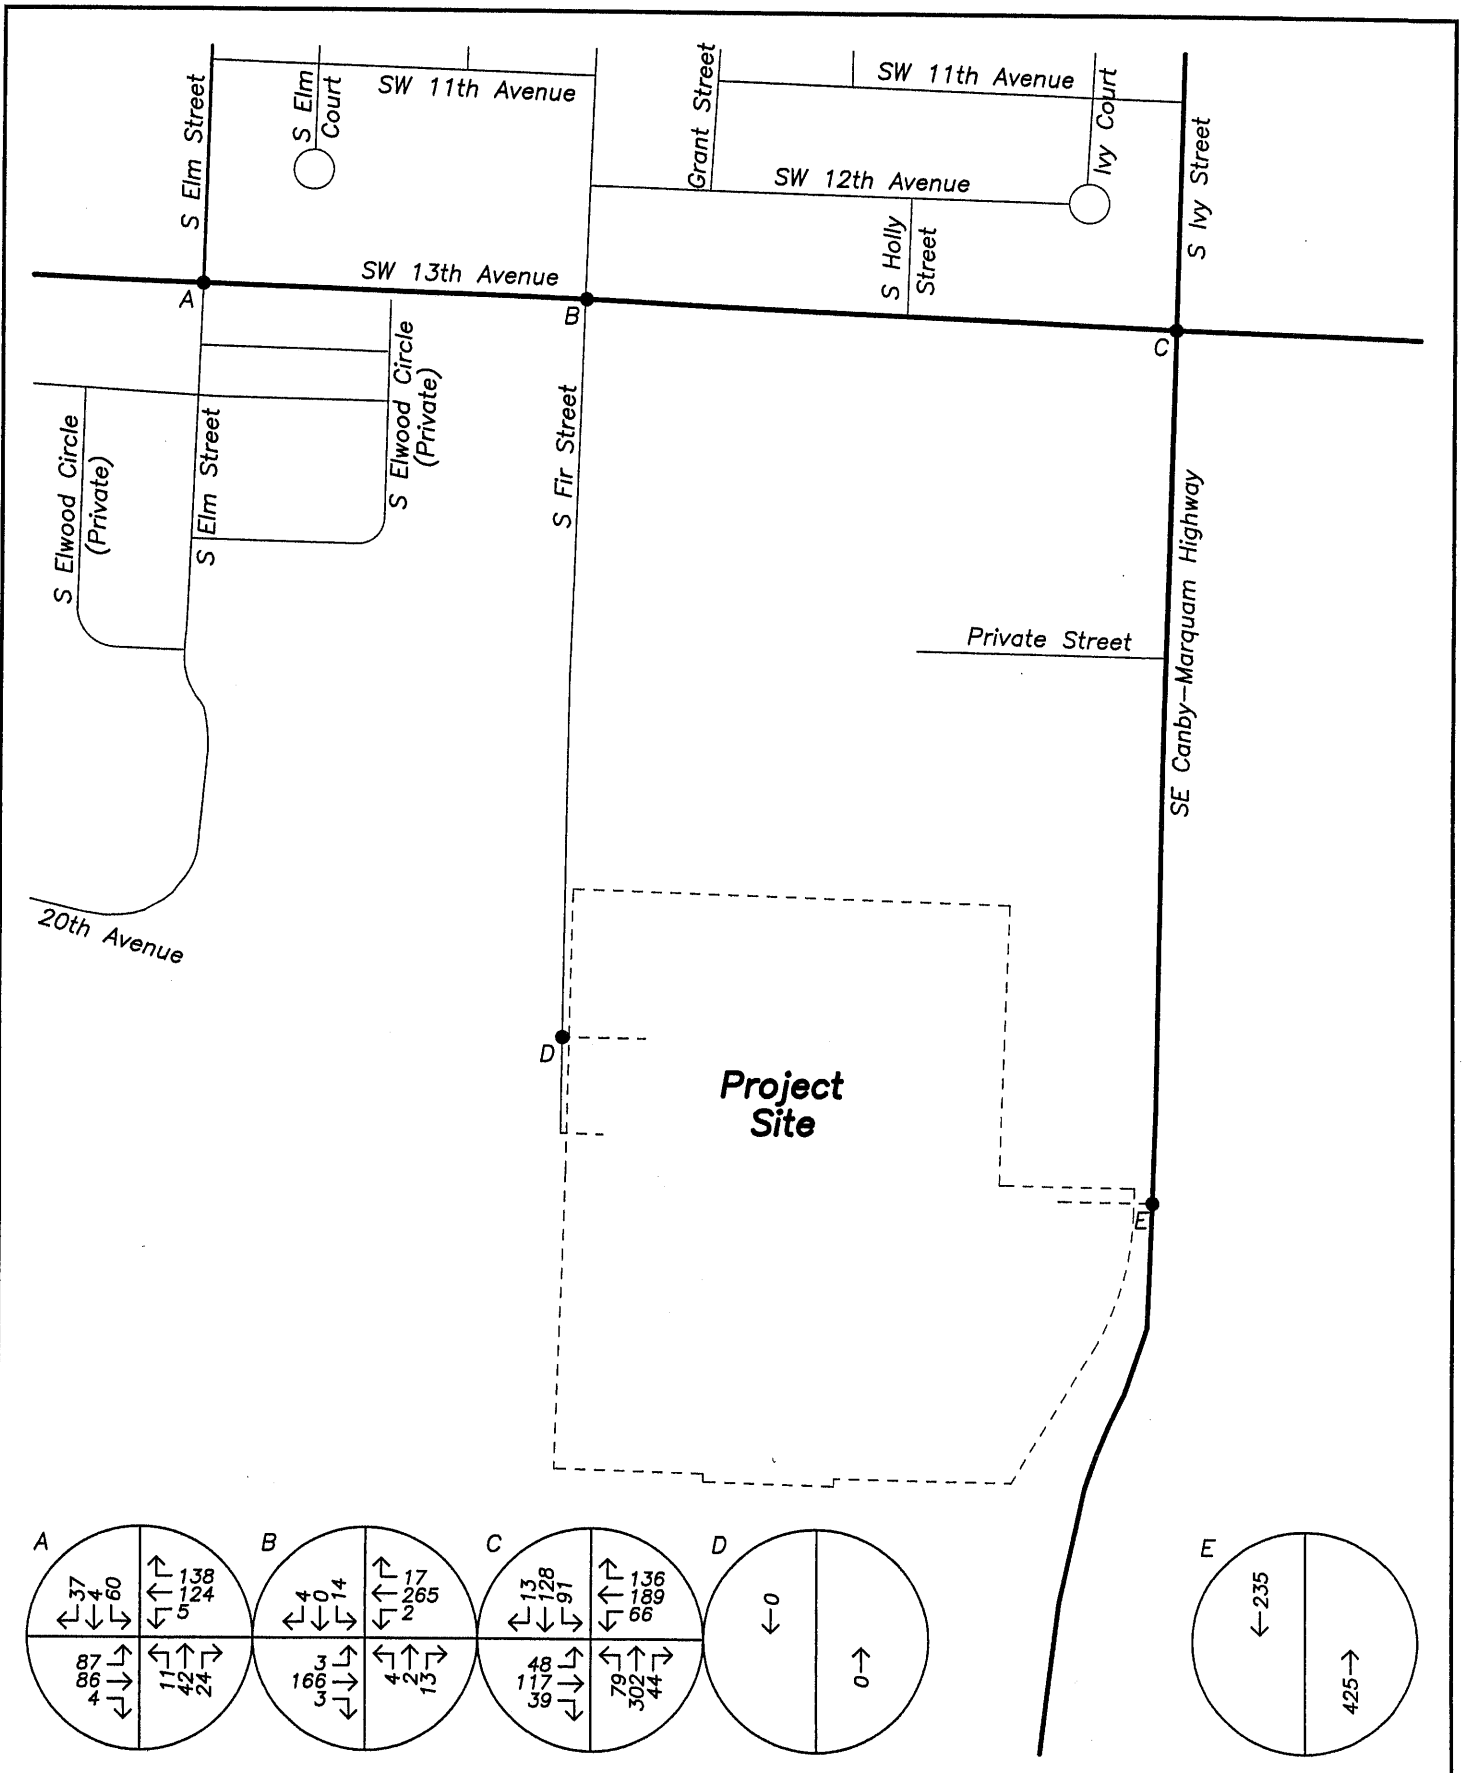 S Elm Street
S Elm
Court
SW 11th Avenue
Grant Street
SW 11th Avenue
Ivy Court
S Ivy Street
SW 12th Avenue
S Holly
Street
SW 13th Avenue
A
B
C
S Elwood Circle
(Private)
S Elm Street
S Elwood Circle
(Private)
S Fir Street
Private Street
SE Canby-Marquam Highway
20th Avenue
D
Project
Site
E
A
37
4
60
138
124
5
87
86
4
11
42
24
B
4
0
14
17
265
2
3
166
3
4
2
13
C
13
128
91
136
189
66
48
117
39
79
302
44
D
0
0
E
235
425